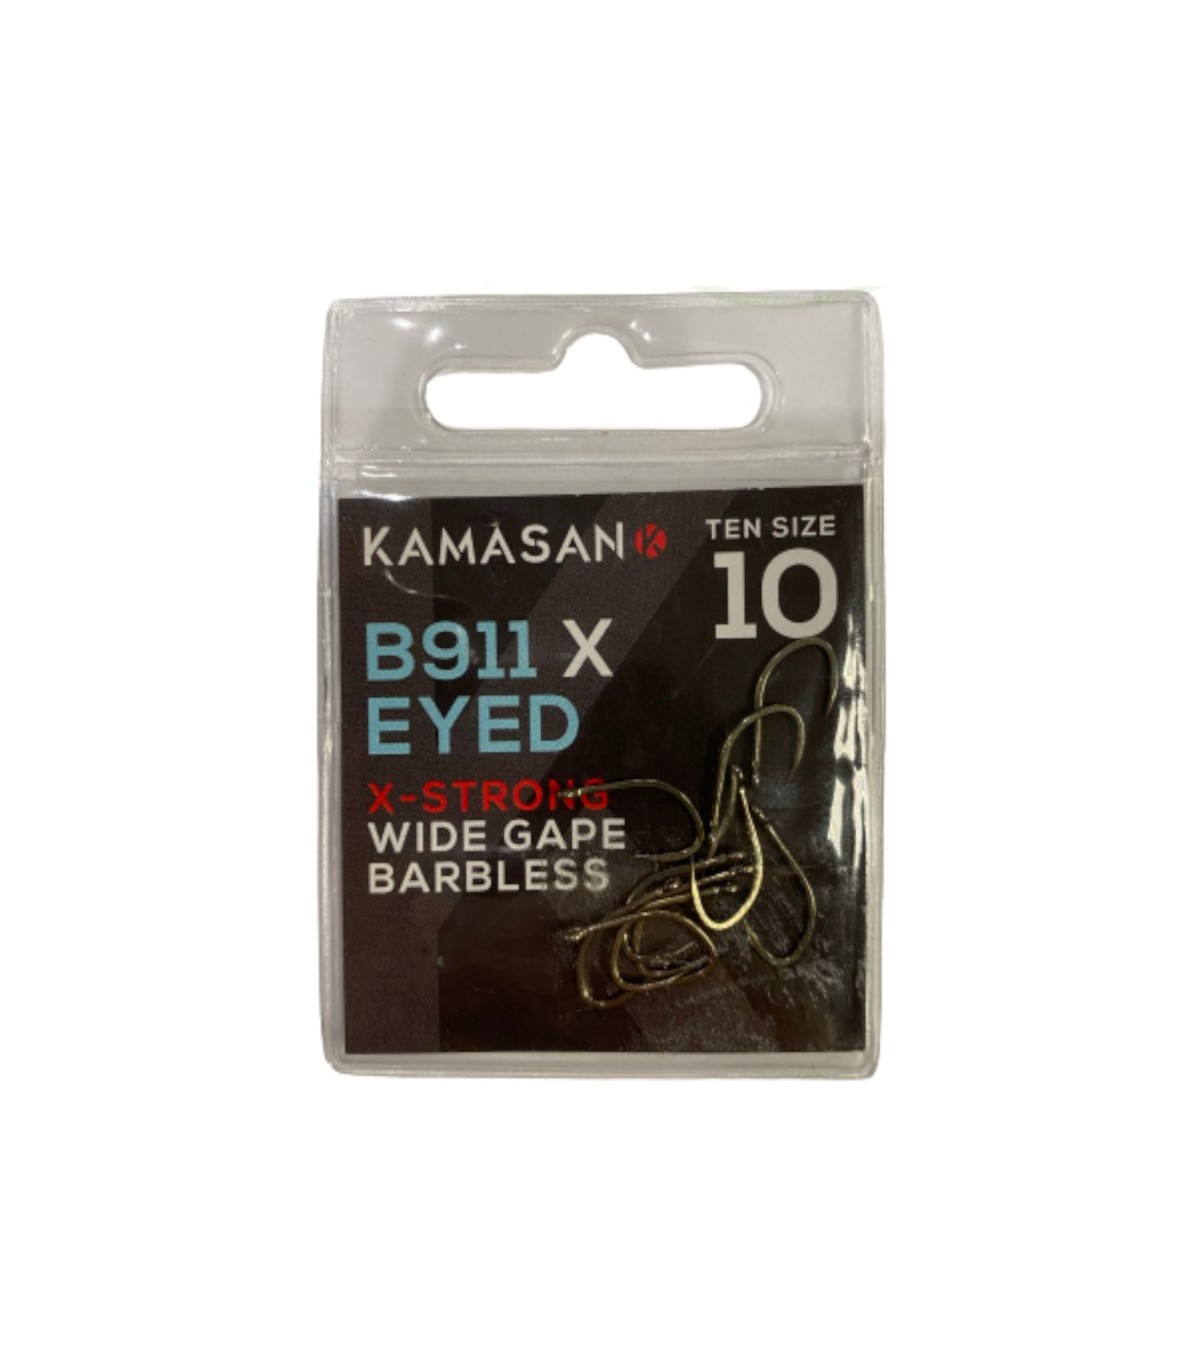 KAMASAN K
TEN SIZE
10
B911 X
EYED
X-STRONG
WIDE GAPE
BARBLESS